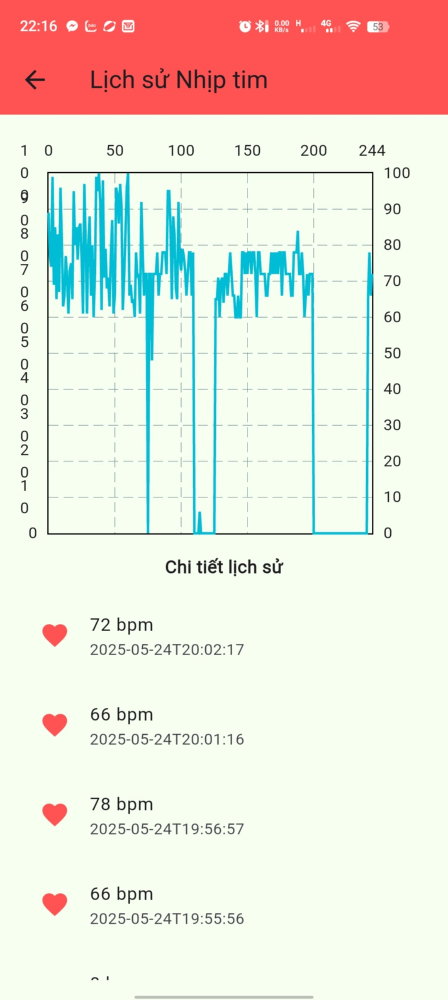 22:16 Zalo 0.00 KB/s H 4G 53
Lịch sử Nhịp tim
1 0 50 100 150 200 244
0 100
9
0 90
0
8 80
0
7 70
0
6 60
0
5 50
0
4 40
0
3 30
0
2 20
0
1 10
0
0 0
Chi tiết lịch sử
72 bpm
2025-05-24T20:02:17
66 bpm
2025-05-24T20:01:16
78 bpm
2025-05-24T19:56:57
66 bpm
2025-05-24T19:55:56